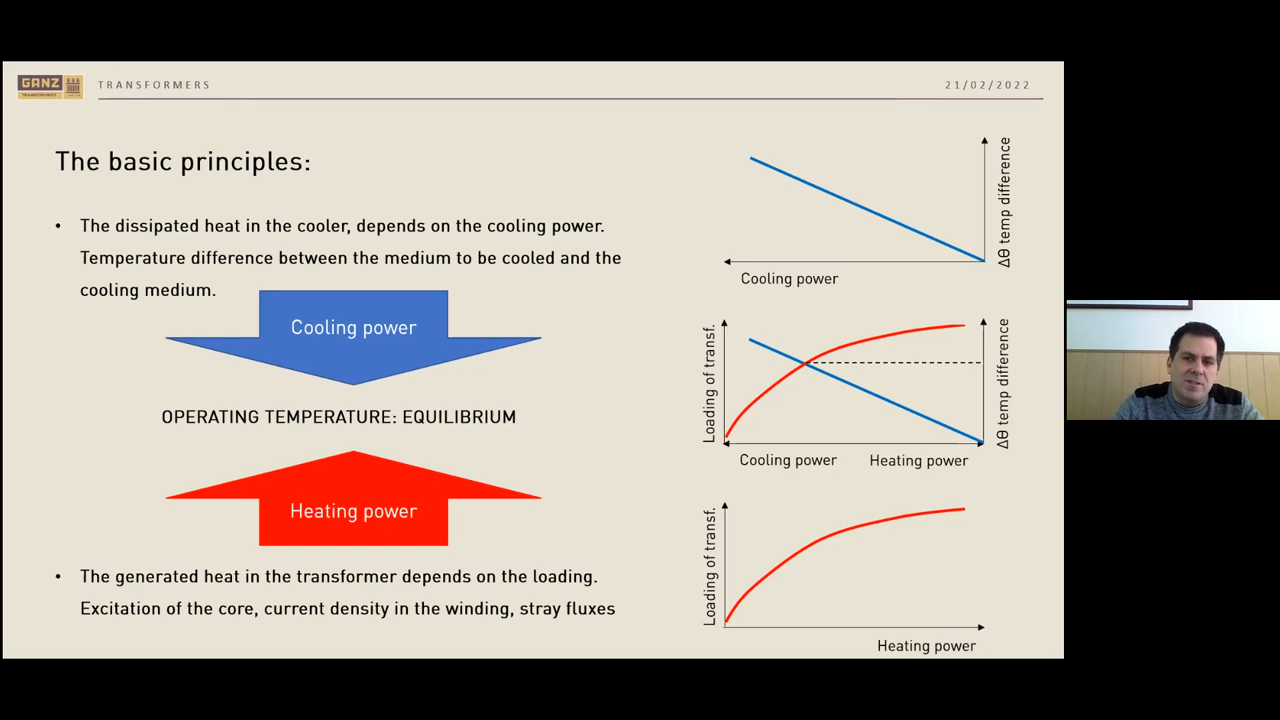 GANZ
TRANSFORMERS
21/02/2022
The basic principles:
• The dissipated heat in the cooler, depends on the cooling power.
Temperature difference between the medium to be cooled and the
cooling medium.
Cooling power
OPERATING TEMPERATURE: EQUILIBRIUM
Heating power
• The generated heat in the transformer depends on the loading.
Excitation of the core, current density in the winding, stray fluxes
Δθ temp difference
Cooling power
Loading of transf.
Δθ temp difference
Cooling power
Heating power
Loading of transf.
Heating power